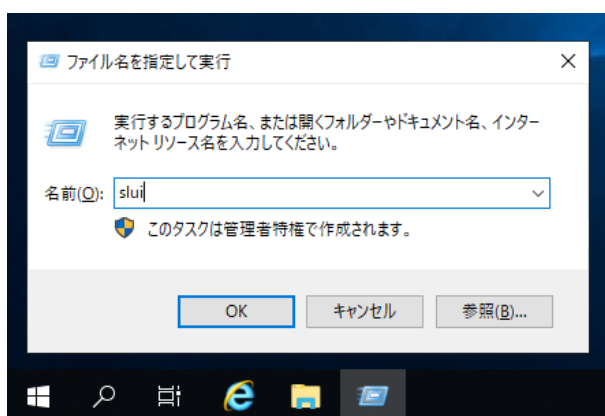 ファイル名を指定して実行
実行するプログラム名、または開くフォルダーやドキュメント名、インター
ネット リソース名を入力してください。
名前(O): slui
このタスクは管理者特権で作成されます。
OK キャンセル 参照(B)...